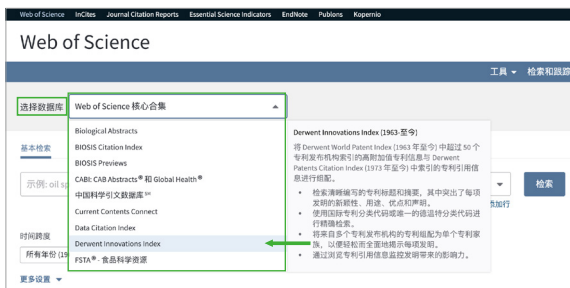 Web of Science InCites Journal Citation Reports Essential Science Indicators EndNote Publons Kopernio
Web of Science
工具 检索和跟踪
选择数据库 Web of Science 核心合集
基本检索
示例: oil sp
检索
添加行
时间跨度
所有年份 (19
更多设置
Biological Abstracts
BIOSIS Citation Index
BIOSIS Previews
CABI: CAB Abstracts® 和 Global Health®
中国科学引文数据库℠
Current Contents Connect
Data Citation Index
Derwent Innovations Index
FSTA® - 食品科学资源
Derwent Innovations Index (1963-至今)
将 Derwent World Patent Index (1963 年至今) 中超过 50 个
专利发布机构索引的高附加值专利信息与 Derwent
Patents Citation Index (1973 年至今) 中索引的专利引用信
息进行组配。
• 检索清晰编写的专利标题和摘要，其中突出了每项
发明的新颖性、用途、优点和声明。
• 使用国际专利分类代码或唯一的德温特分类代码进
行精确的检索。
• 将来自多个专利发布机构的专利组配为单个专利家
族，以便轻松而全面地揭示每项发明。
• 通过浏览专利引用信息监控发明带来的影响力。